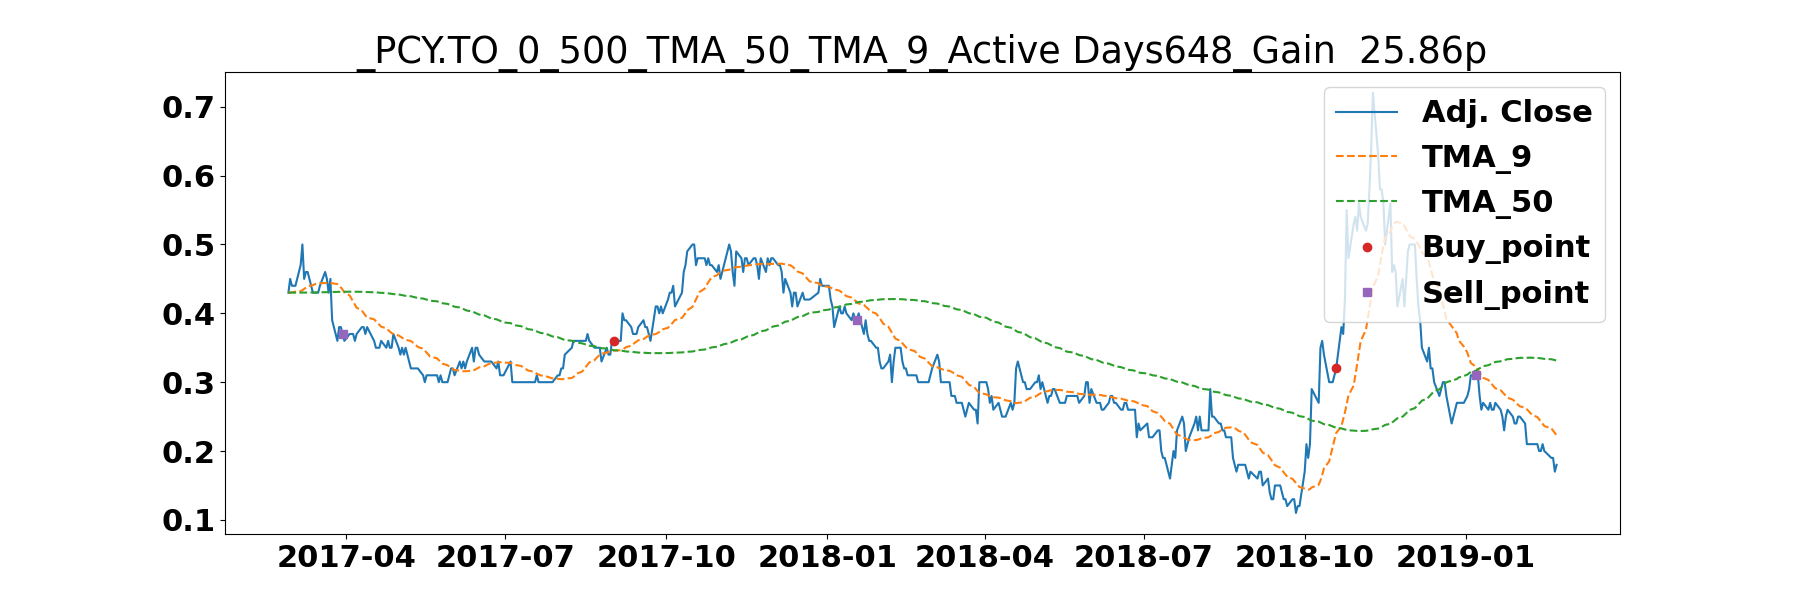 _PCY.TO_0_500_TMA_50_TMA_9_Active Days648_Gain  25.86p
0.7
0.6
0.5
0.4
0.3
0.2
0.1
Adj. Close
TMA_9
TMA_50
Buy_point
Sell_point
2017-04 2017-07 2017-10 2018-01 2018-04 2018-07 2018-10 2019-01